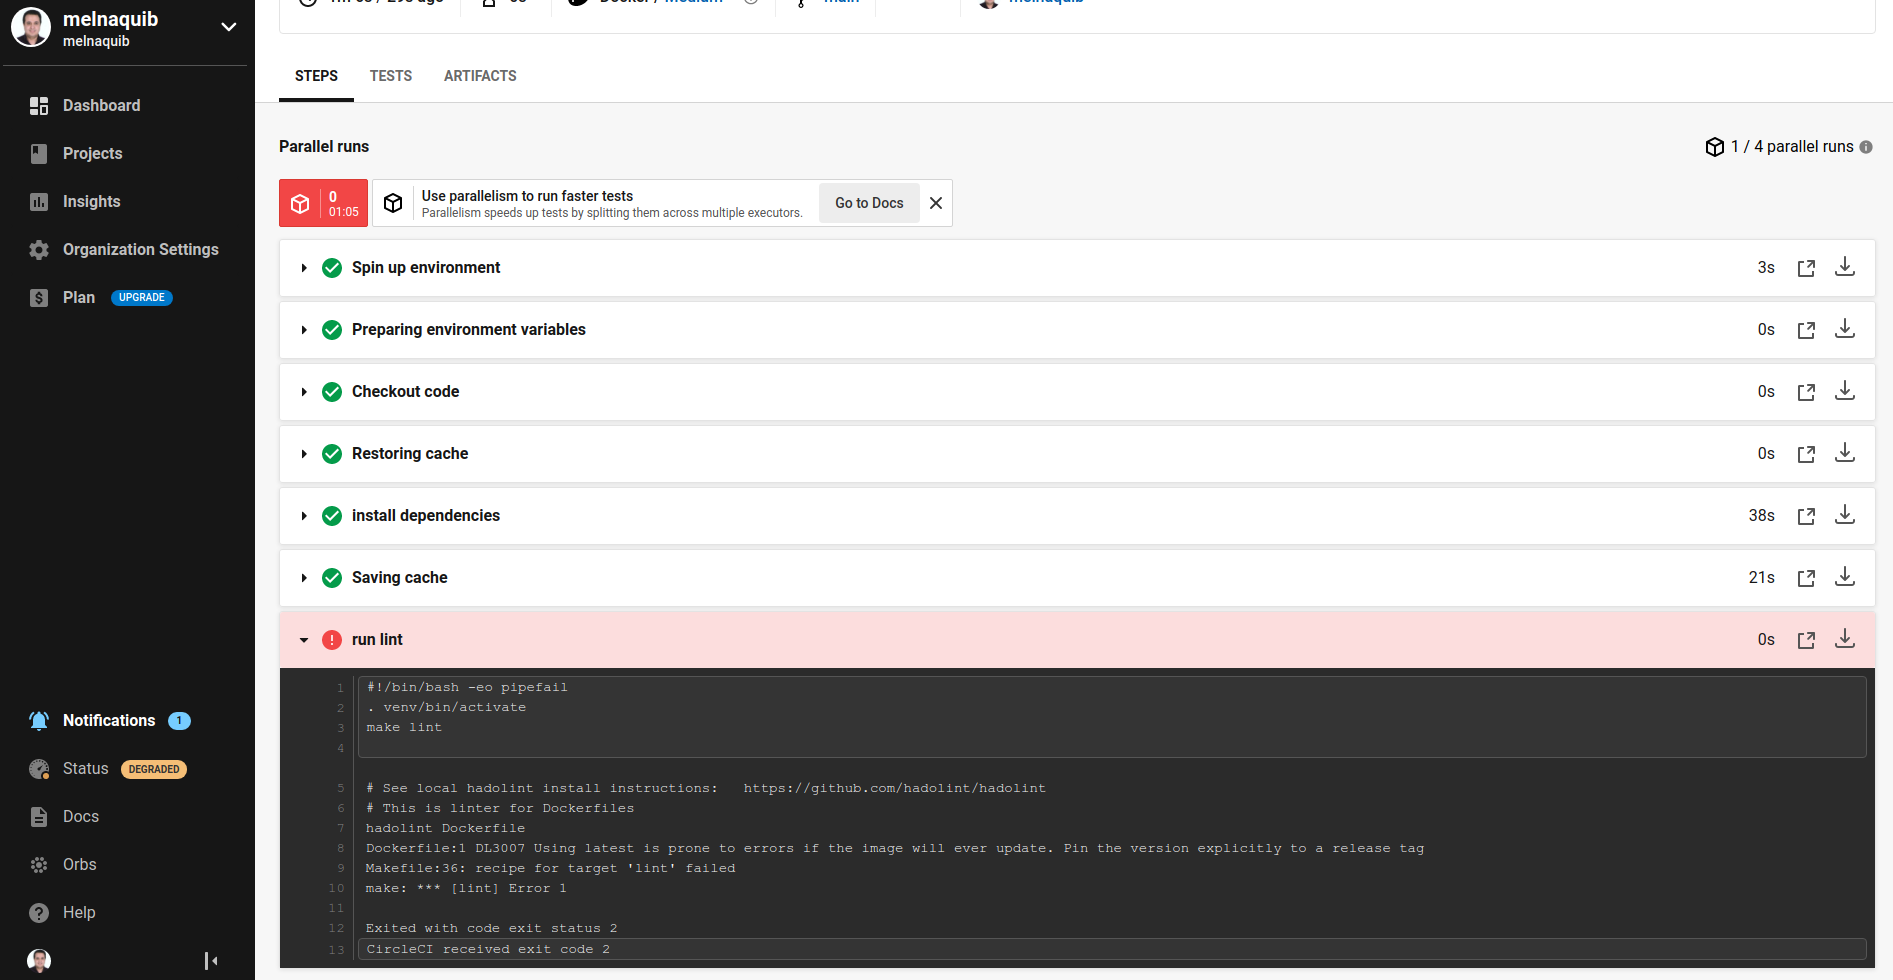 melnaquib
melnaquib
Dashboard
Projects
Insights
Organization Settings
Plan UPGRADE
Notifications 1
Status DEGRADED
Docs
Orbs
Help
main
STEPS TESTS ARTIFACTS
Parallel runs
1 / 4 parallel runs
0
01:05
Use parallelism to run faster tests
Parallelism speeds up tests by splitting them across multiple executors.
Go to Docs
Spin up environment 3s
Preparing environment variables 0s
Checkout code 0s
Restoring cache 0s
install dependencies 38s
Saving cache 21s
run lint 0s
1 #!/bin/bash -eo pipefail
2 . venv/bin/activate
3 make lint
4
5 # See local hadolint install instructions:   https://github.com/hadolint/hadolint
6 # This is linter for Dockerfiles
7 hadolint Dockerfile
8 Dockerfile:1 DL3007 Using latest is prone to errors if the image will ever update. Pin the version explicitly to a release tag
9 Makefile:36: recipe for target 'lint' failed
10 make: *** [lint] Error 1
11
12 Exited with code exit status 2
13 CircleCI received exit code 2